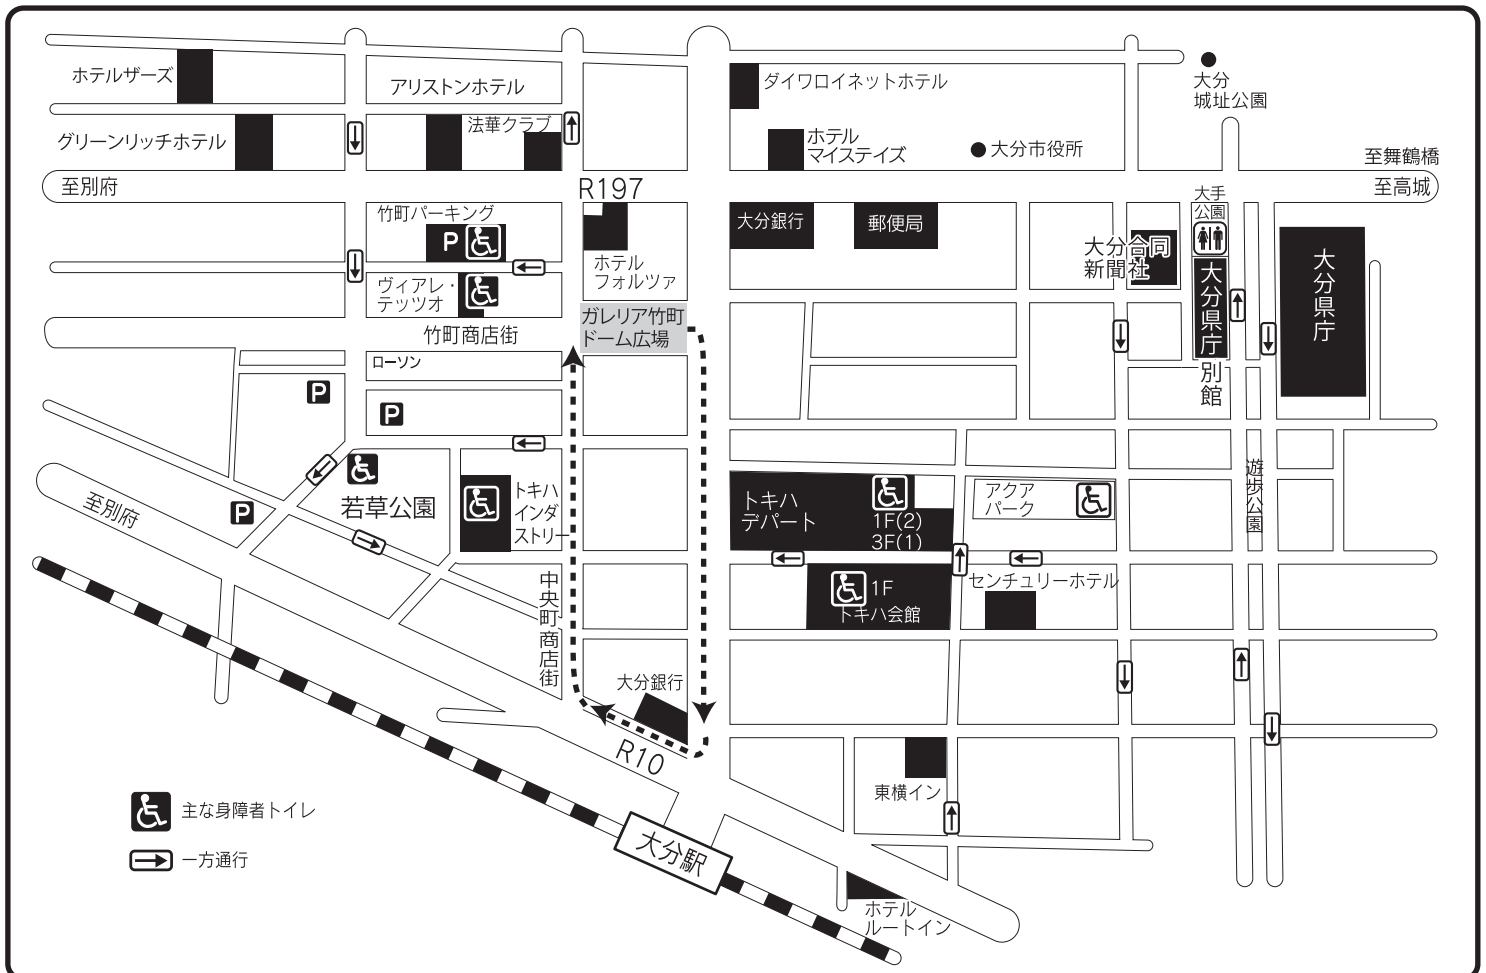 ホテルザーズ
アリストンホテル
ダイワロイネットホテル
大分
城址公園
グリーンリッチホテル
法華クラブ
ホテル
マイステイズ
大分市役所
至舞鶴橋
至別府
R197
至高城
竹町パーキング
P
ホテル
フォルツァ
大分銀行
郵便局
大分合同
新聞社
大手
公園
大分県庁
別館
大分県庁
ヴィアレ・
テッツオ
竹町商店街
ガレリア竹町
ドーム広場
ローソン
P
P
P
至別府
若草公園
トキハ
インダ
ストリー
トキハ
デパート
1F(2)
3F(1)
アクア
パーク
遊歩公園
中央町商店街
1F
トキハ会館
センチュリーホテル
大分銀行
R10
東横イン
大分駅
ホテル
ルートイン
主な身障者トイレ
一方通行